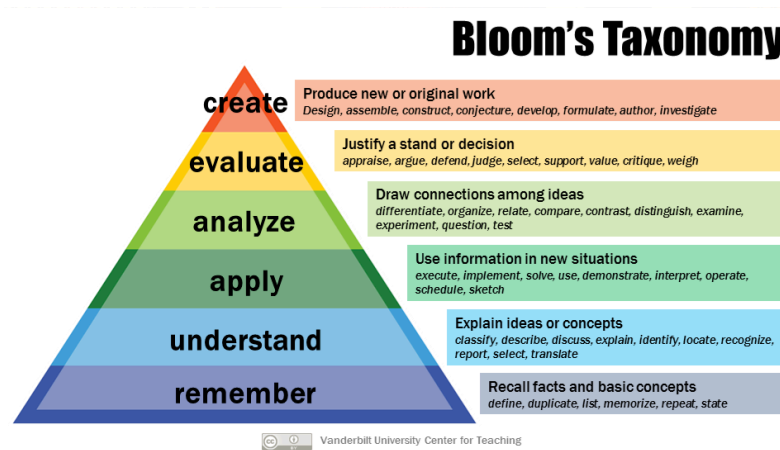 Bloom's Taxonomy
create
Produce new or original work
Design, assemble, construct, conjecture, develop, formulate, author, investigate
evaluate
Justify a stand or decision
appraise, argue, defend, judge, select, support, value, critique, weigh
analyze
Draw connections among ideas
differentiate, organize, relate, compare, contrast, distinguish, examine,
experiment, question, test
apply
Use information in new situations
execute, implement, solve, use, demonstrate, interpret, operate,
schedule, sketch
understand
Explain ideas or concepts
classify, describe, discuss, explain, identify, locate, recognize,
report, select, translate
remember
Recall facts and basic concepts
define, duplicate, list, memorize, repeat, state
cc
Vanderbilt University Center for Teaching